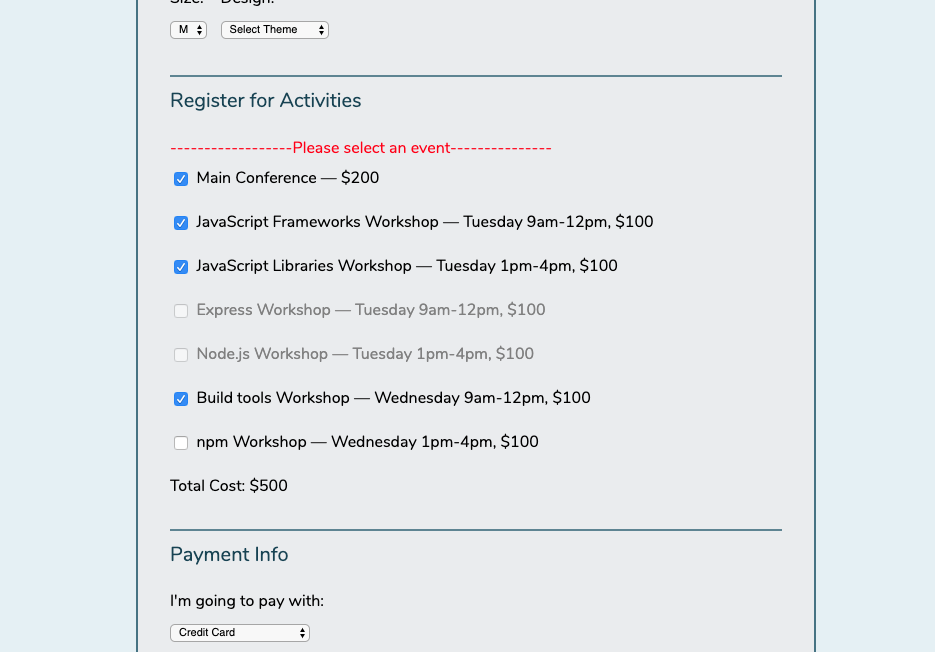 Size: Design:
M Select Theme
Register for Activities
------------------Please select an event---------------
Main Conference — $200
JavaScript Frameworks Workshop — Tuesday 9am-12pm, $100
JavaScript Libraries Workshop — Tuesday 1pm-4pm, $100
Express Workshop — Tuesday 9am-12pm, $100
Node.js Workshop — Tuesday 1pm-4pm, $100
Build tools Workshop — Wednesday 9am-12pm, $100
npm Workshop — Wednesday 1pm-4pm, $100
Total Cost: $500
Payment Info
I'm going to pay with:
Credit Card